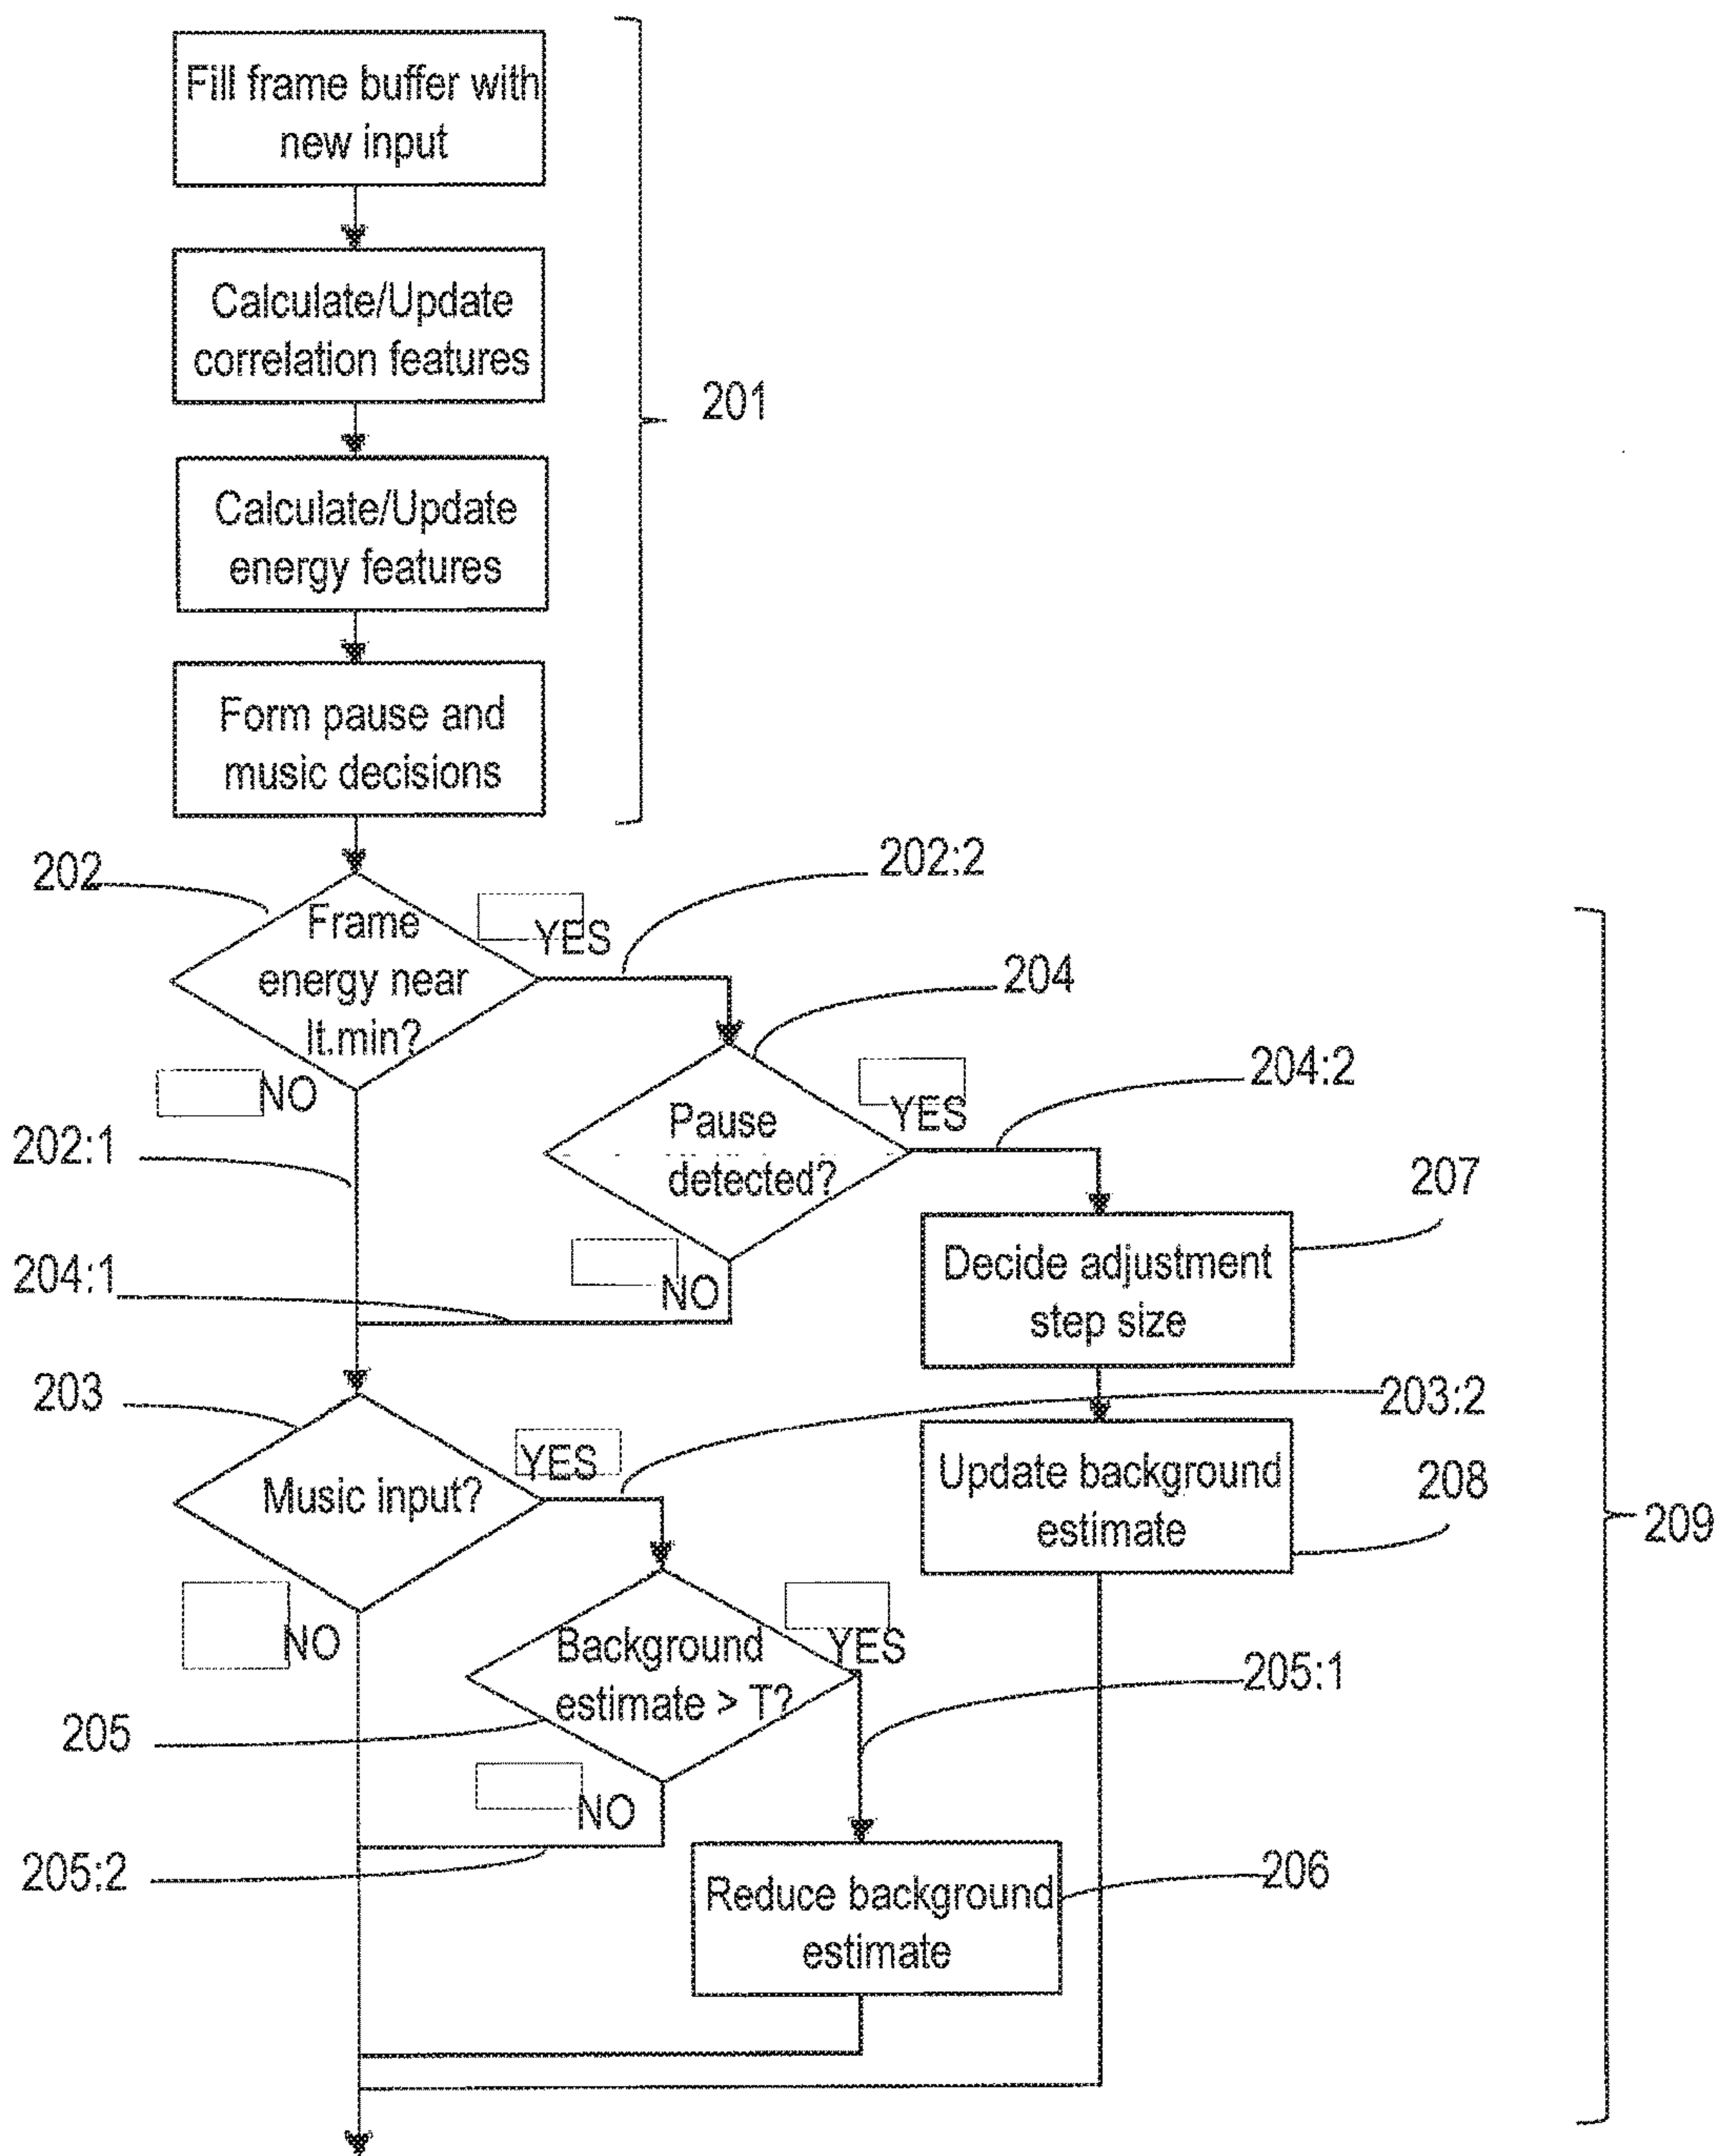 Fill frame buffer with
new input
Calculate/Update
correlation features
201
Calculate/Update
energy features
Form pause and
music decisions
202
202:2
Frame
energy near
lt.min?
YES
NO
204
202:1
Pause
detected?
YES
204:2
204:1
NO
207
Decide adjustment
step size
203
203:2
Music input?
YES
NO
Update background
estimate
208
209
Background
estimate > T?
YES
205:1
205
NO
205:2
Reduce background
estimate
206